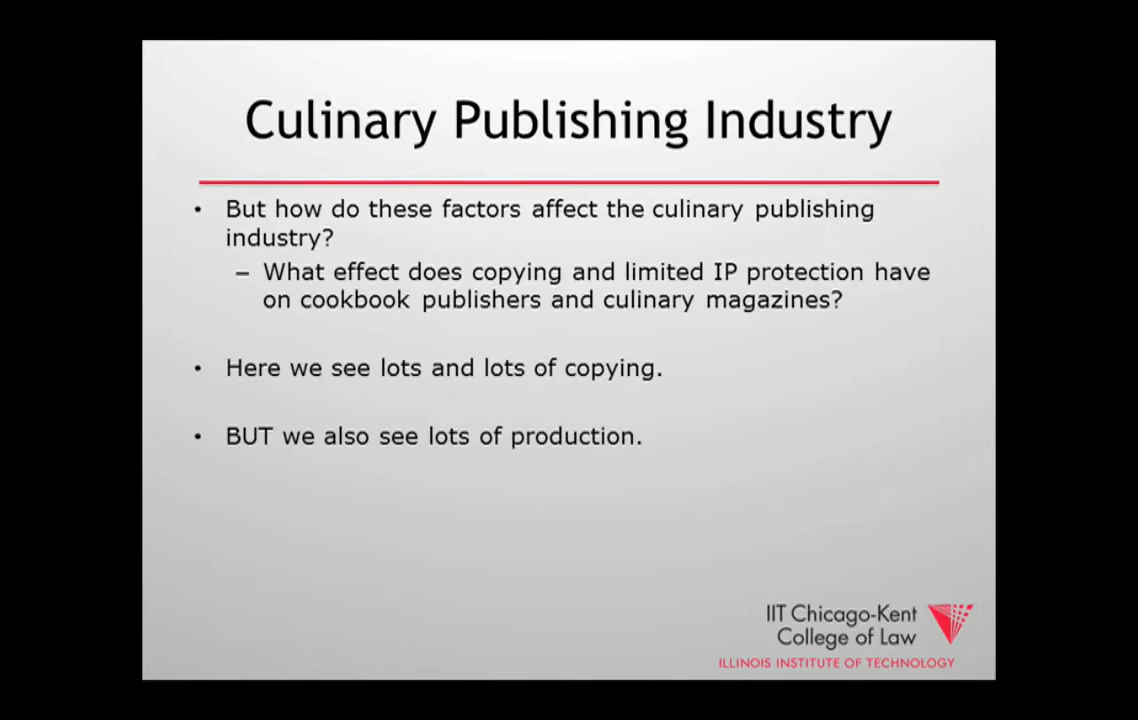 Culinary Publishing Industry
• But how do these factors affect the culinary publishing
industry?
– What effect does copying and limited IP protection have
on cookbook publishers and culinary magazines?
• Here we see lots and lots of copying.
• BUT we also see lots of production.
IIT Chicago-Kent
College of Law
ILLINOIS INSTITUTE OF TECHNOLOGY